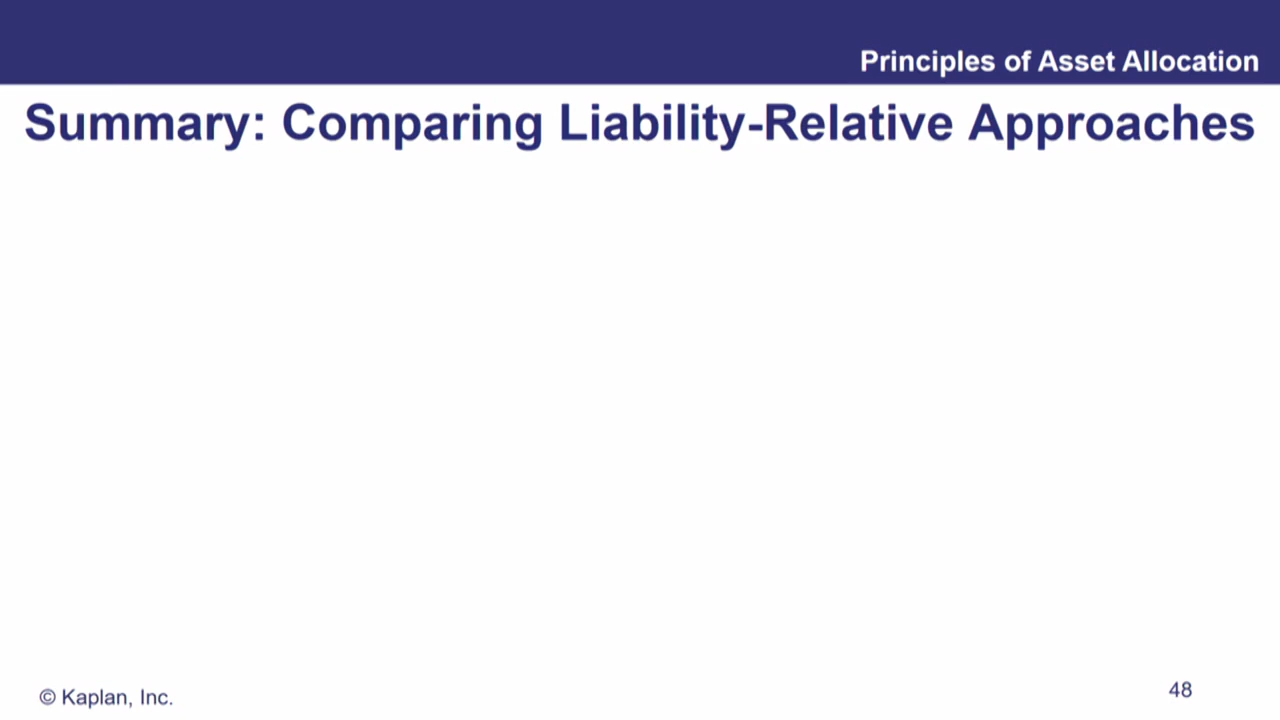 Principles of Asset Allocation
Summary: Comparing Liability-Relative Approaches
© Kaplan, Inc.
48